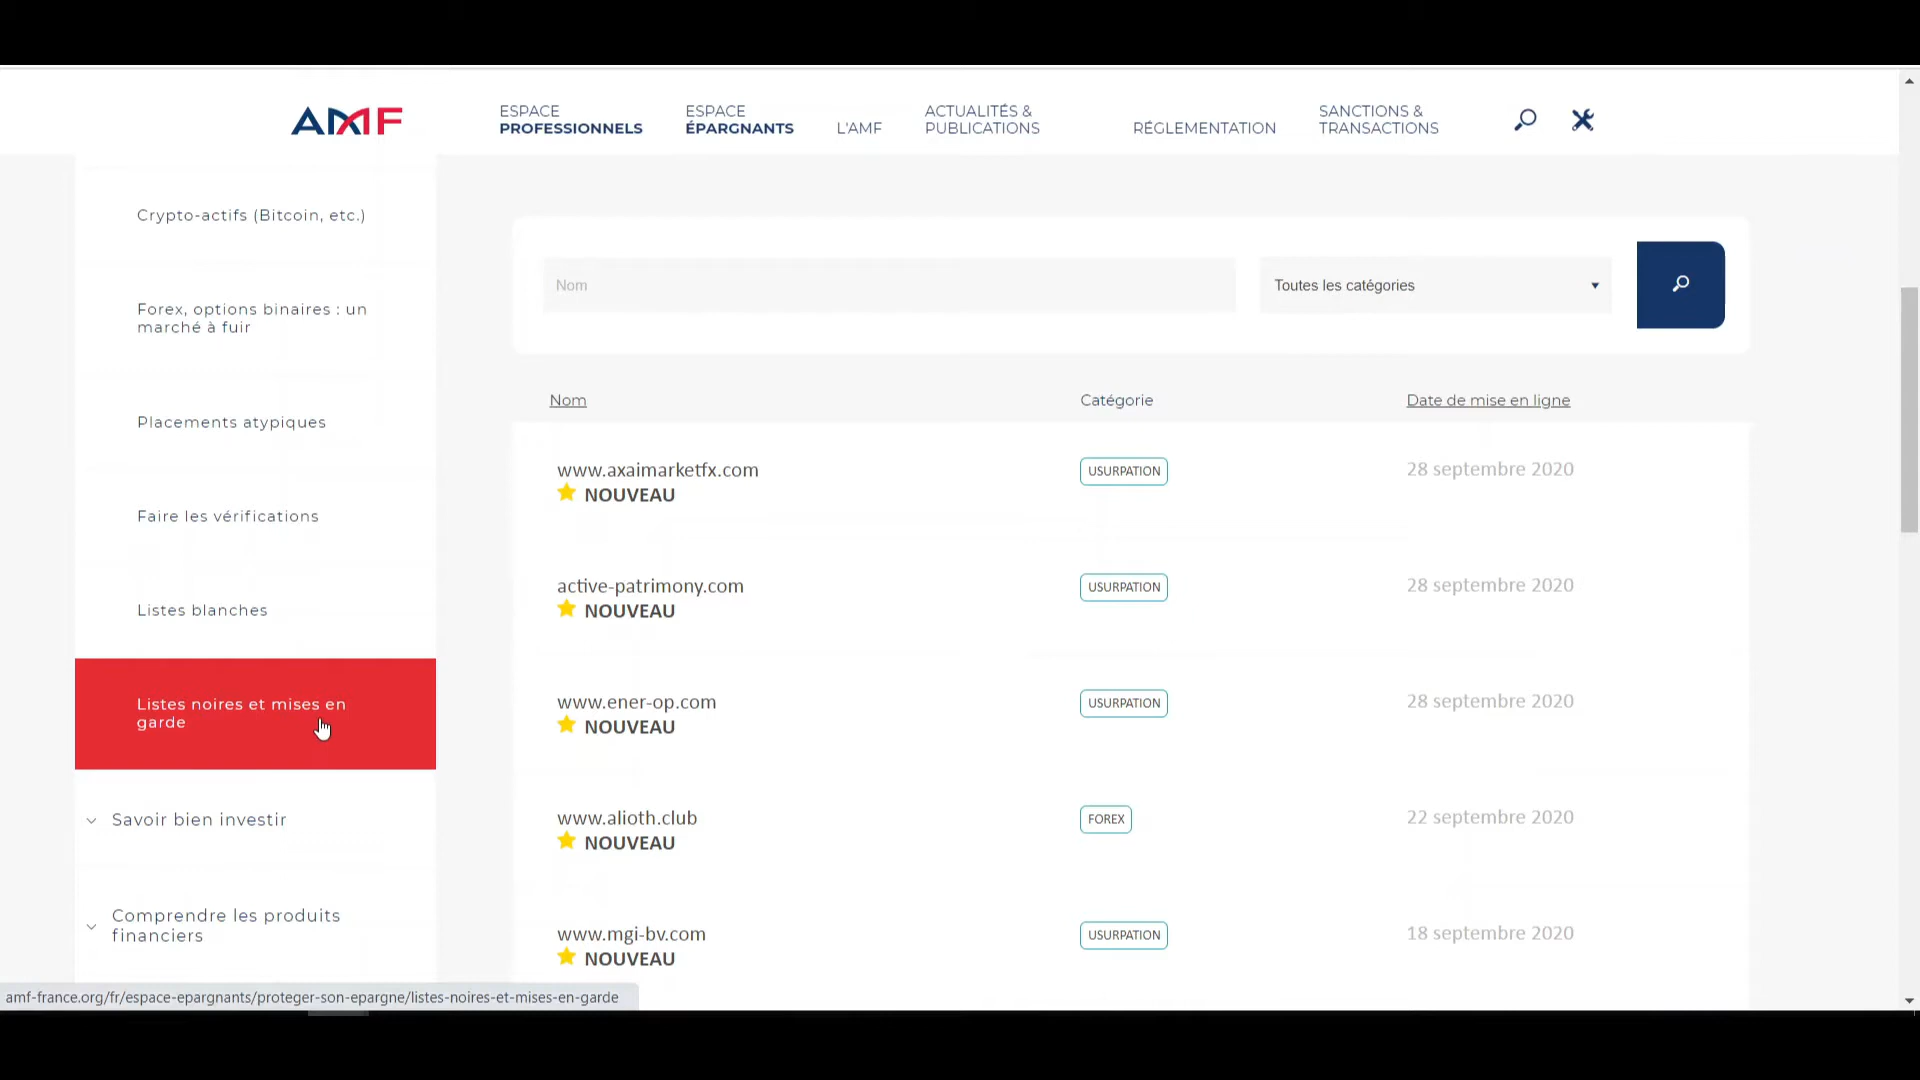 AMF
ESPACE
PROFESSIONNELS
ESPACE
ÉPARGNANTS
L'AMF
ACTUALITÉS &
PUBLICATIONS
RÉGLEMENTATION
SANCTIONS &
TRANSACTIONS
Crypto-actifs (Bitcoin, etc.)
Forex, options binaires : un
marché à fuir
Placements atypiques
Faire les vérifications
Listes blanches
Listes noires et mises en
garde
Savoir bien investir
Comprendre les produits
financiers
Nom
Toutes les catégories
Nom Catégorie Date de mise en ligne
www.axaimarketfx.com USURPATION 28 septembre 2020
NOUVEAU
active-patrimony.com USURPATION 28 septembre 2020
NOUVEAU
www.ener-op.com USURPATION 28 septembre 2020
NOUVEAU
www.alioth.club FOREX 22 septembre 2020
NOUVEAU
www.mgi-bv.com USURPATION 18 septembre 2020
NOUVEAU
amf-france.org/fr/espace-epargnants/proteger-son-epargne/listes-noires-et-mises-en-garde